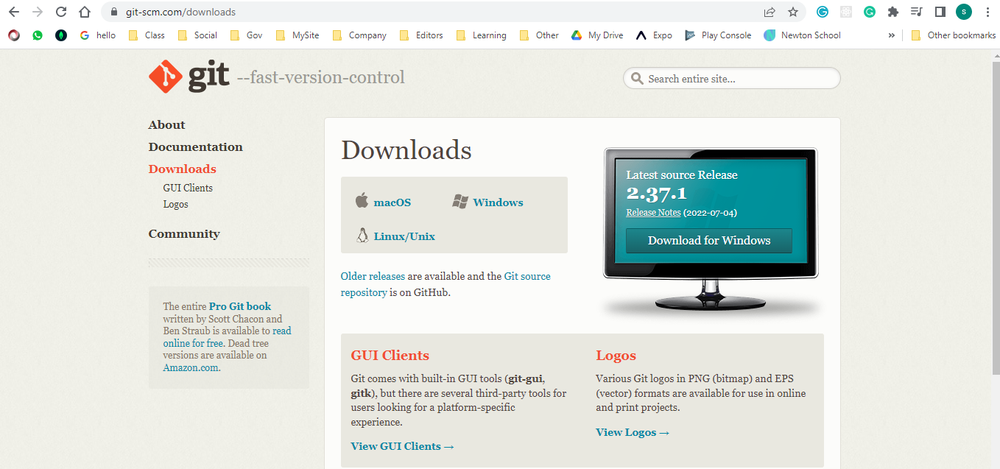 git-scm.com/downloads
S
hello
Class
Social
Gov
MySite
Company
Editors
Learning
Other
My Drive
Expo
Play Console
Newton School
»
Other bookmarks
git --fast-version-control
Search entire site...
About
Documentation
Downloads
GUI Clients
Logos
Community
The entire Pro Git book
written by Scott Chacon and
Ben Straub is available to read
online for free. Dead tree
versions are available on
Amazon.com.
Downloads
macOS
Windows
Linux/Unix
Older releases are available and the Git source
repository is on GitHub.
Latest source Release
2.37.1
Release Notes (2022-07-04)
Download for Windows
GUI Clients
Git comes with built-in GUI tools (git-gui,
gitk), but there are several third-party tools for
users looking for a platform-specific
experience.
View GUI Clients →
Logos
Various Git logos in PNG (bitmap) and EPS
(vector) formats are available for use in online
and print projects.
View Logos →